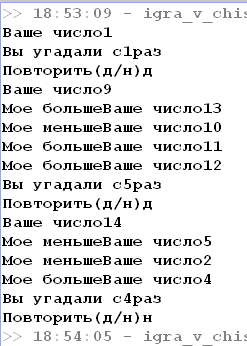 >> 18:53:09 - igra_v_chis
Ваше число1
Вы угадали с1раз
Повторить(д/н)д
Ваше число9
Мое большеВаше число13
Мое меньшеВаше число10
Мое большеВаше число11
Мое большеВаше число12
Вы угадали с5раз
Повторить(д/н)д
Ваше число14
Мое меньшеВаше число5
Мое меньшеВаше число2
Мое большеВаше число4
Вы угадали с4раз
Повторить(д/н)н
>> 18:54:05 - igra_v_chis